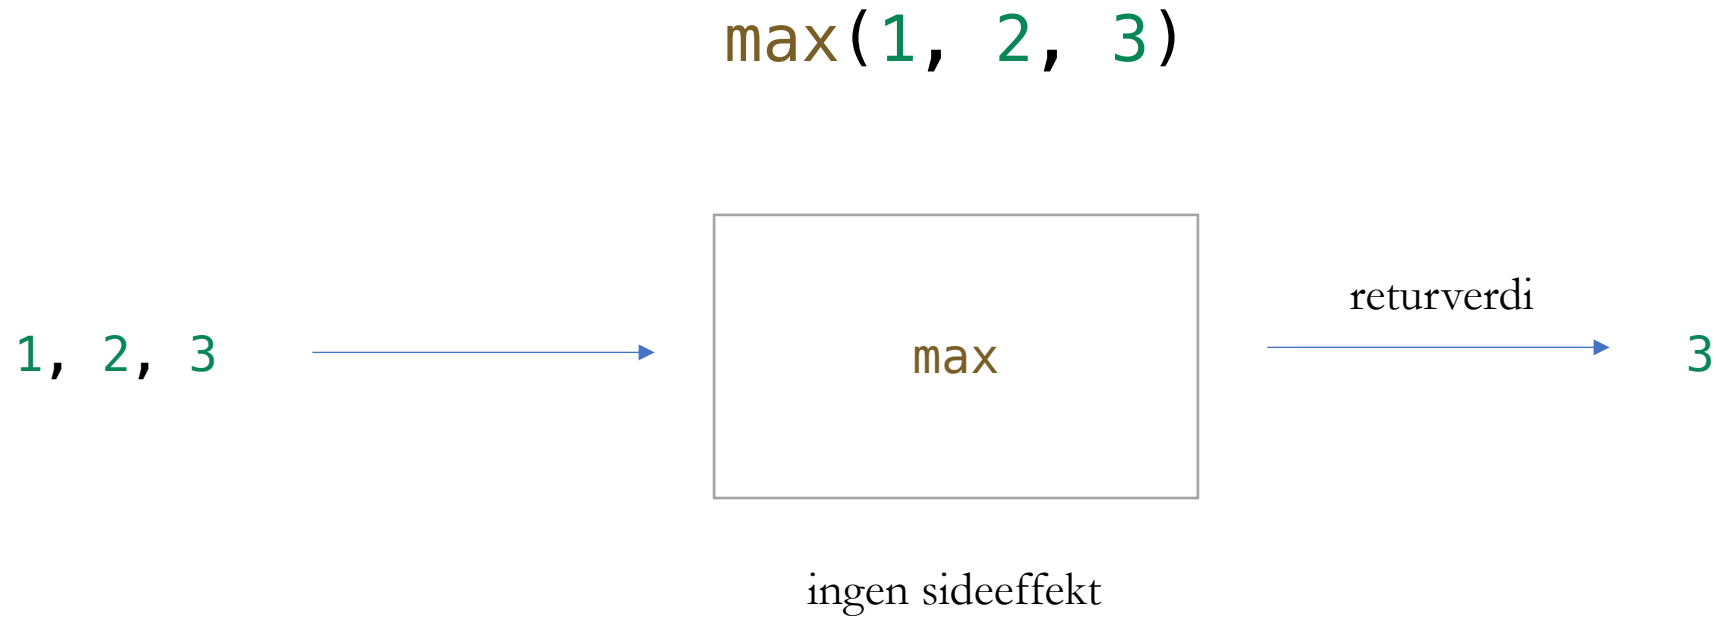 max(1, 2, 3)
returverdi
1, 2, 3
max
3
ingen sideeffekt